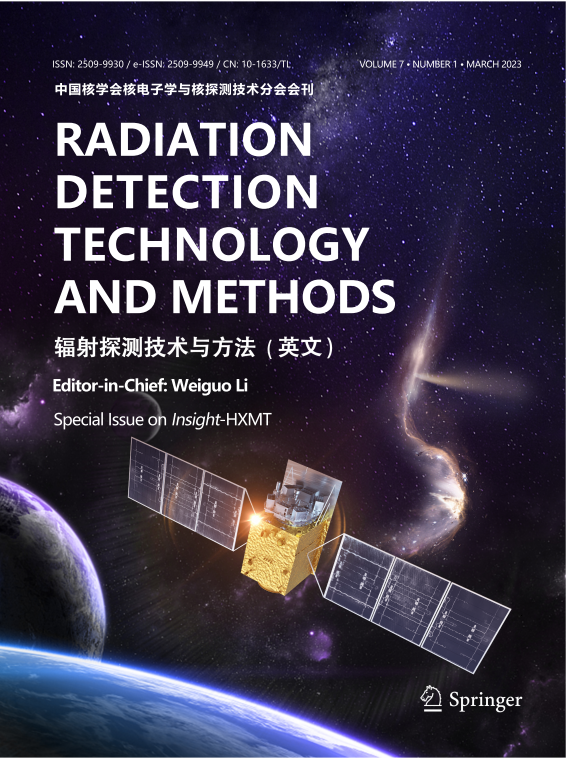 ISSN: 2509-9930 / e-ISSN: 2509-9949 / CN: 10-1633/TL
VOLUME 7 • NUMBER 1 • MARCH 2023
中国核学会核电子学与核探测技术分会会刊
RADIATION
DETECTION
TECHNOLOGY
AND METHODS
辐射探测技术与方法（英文）
Editor-in-Chief: Weiguo Li
Special Issue on Insight-HXMT
Springer